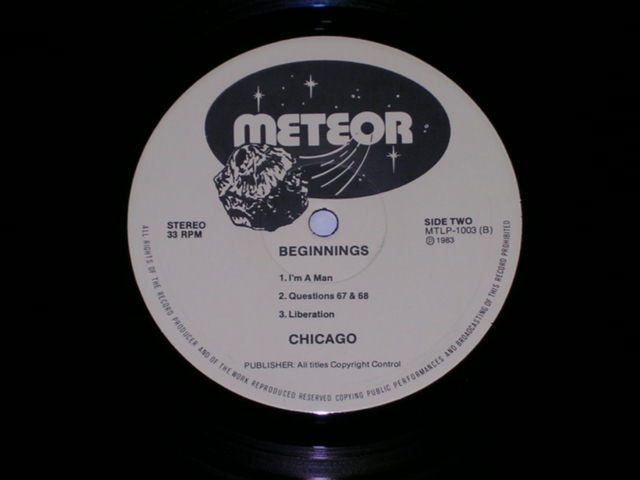 METEOR
STEREO
33 RPM
SIDE TWO
MTLP-1003 (B)
Ⓟ 1983
BEGINNINGS
1. I'm A Man
2. Questions 67 & 68
3. Liberation
CHICAGO
PUBLISHER: All titles Copyright Control
ALL RIGHTS OF THE RECORD PRODUCER AND OF THE WORK REPRODUCED RESERVED COPYING PUBLIC PERFORMANCES AND BROADCASTING OF THIS RECORD PROHIBITED